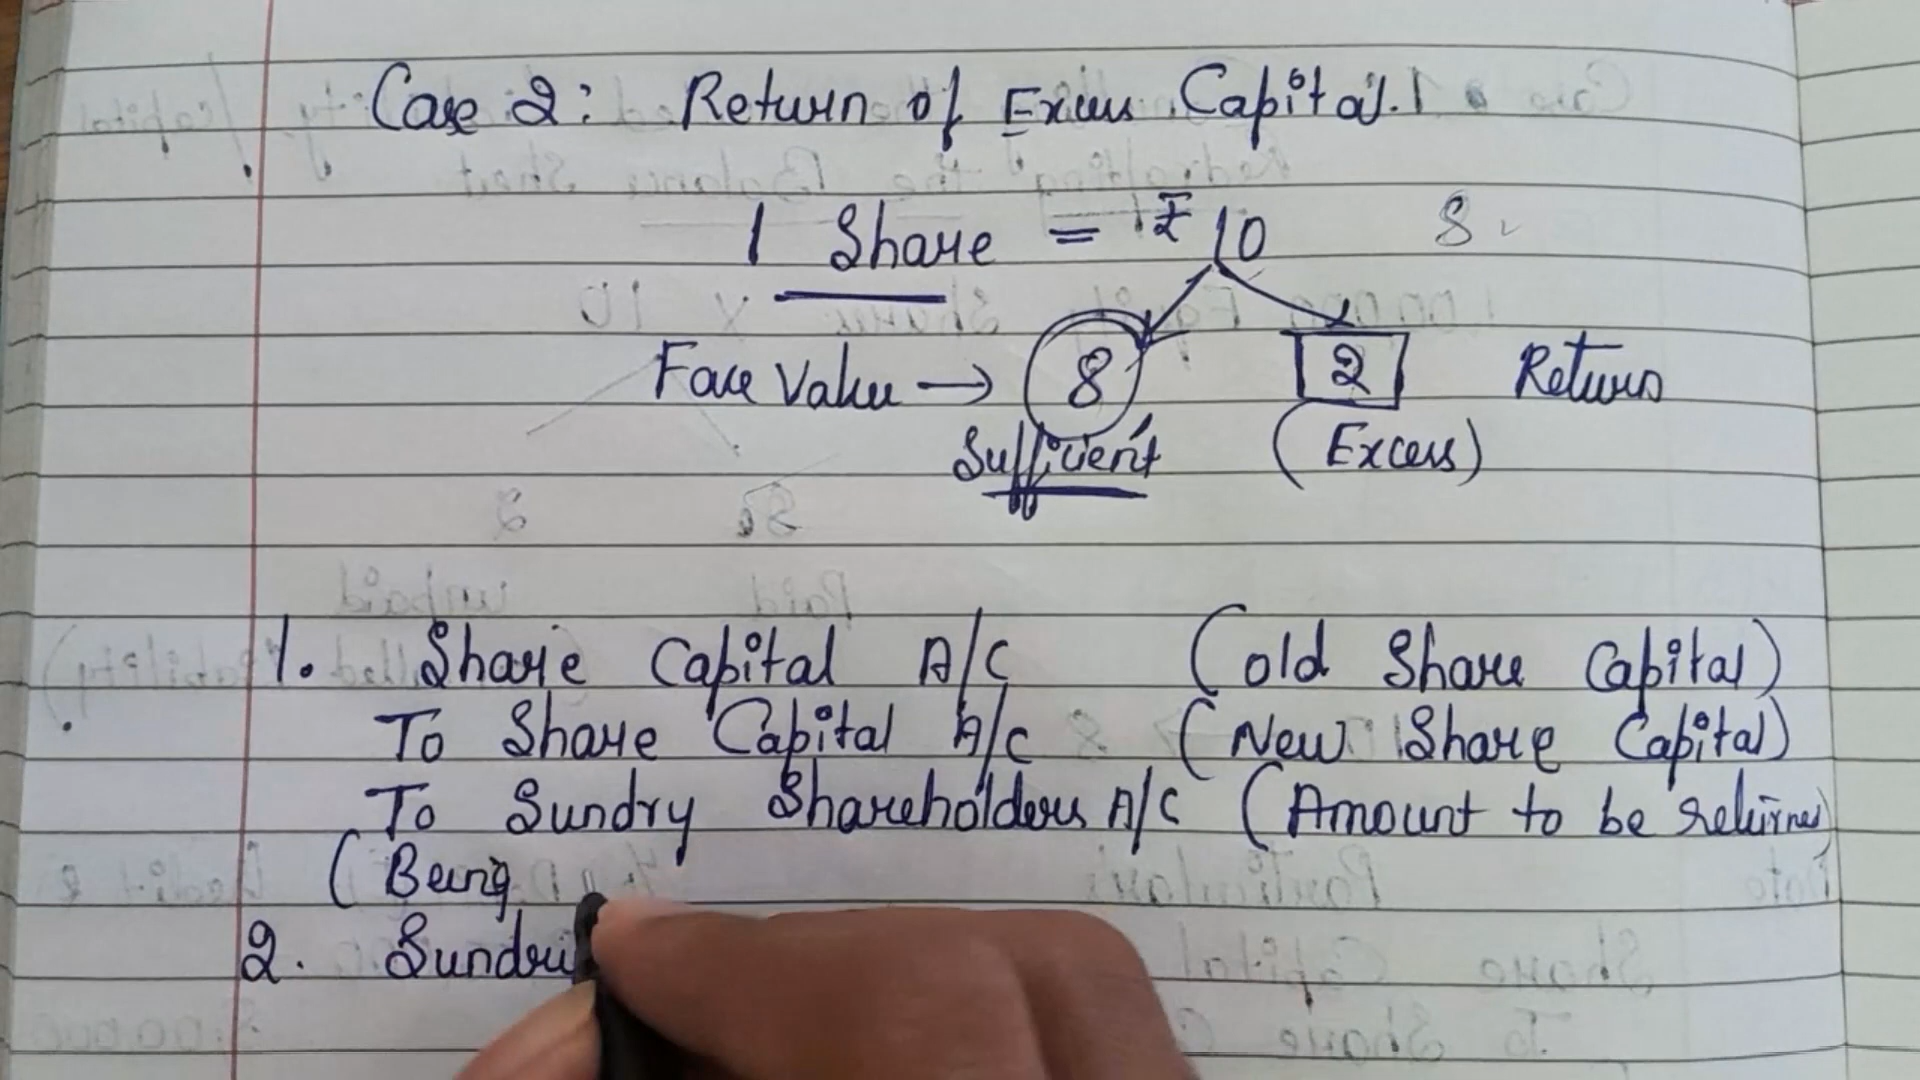 Case 2: Return of Excess Capital.
1 Share = ₹ 10 8
Face Value → 8 2 Return
Sufficient (Excess)
1. Share Capital A/C (Old Share Capital)
To Share Capital A/C (New Share Capital)
To Sundry Shareholders A/C (Amount to be returned)
(Being
2. Sundri